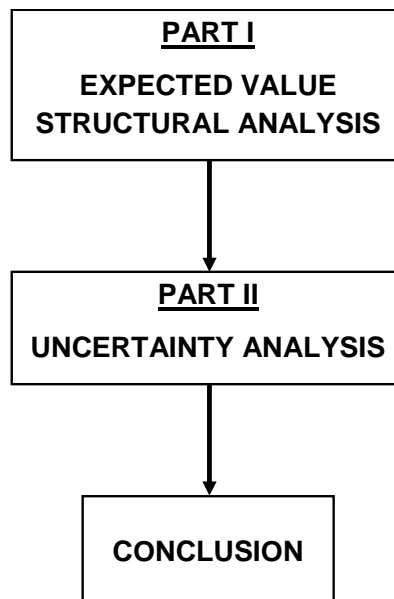 PART I
EXPECTED VALUE
STRUCTURAL ANALYSIS
PART II
UNCERTAINTY ANALYSIS
CONCLUSION